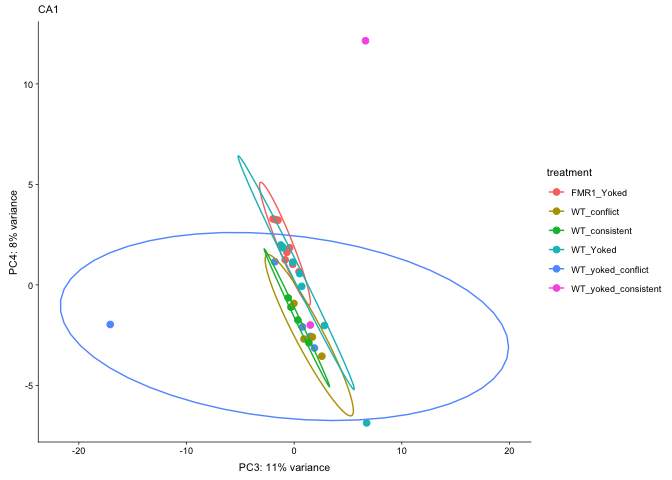 CA1
10
5
0
-5
-20
-10
0
10
20
PC4: 8% variance
PC3: 11% variance
treatment
FMR1_Yoked
WT_conflict
WT_consistent
WT_Yoked
WT_yoked_conflict
WT_yoked_consistent